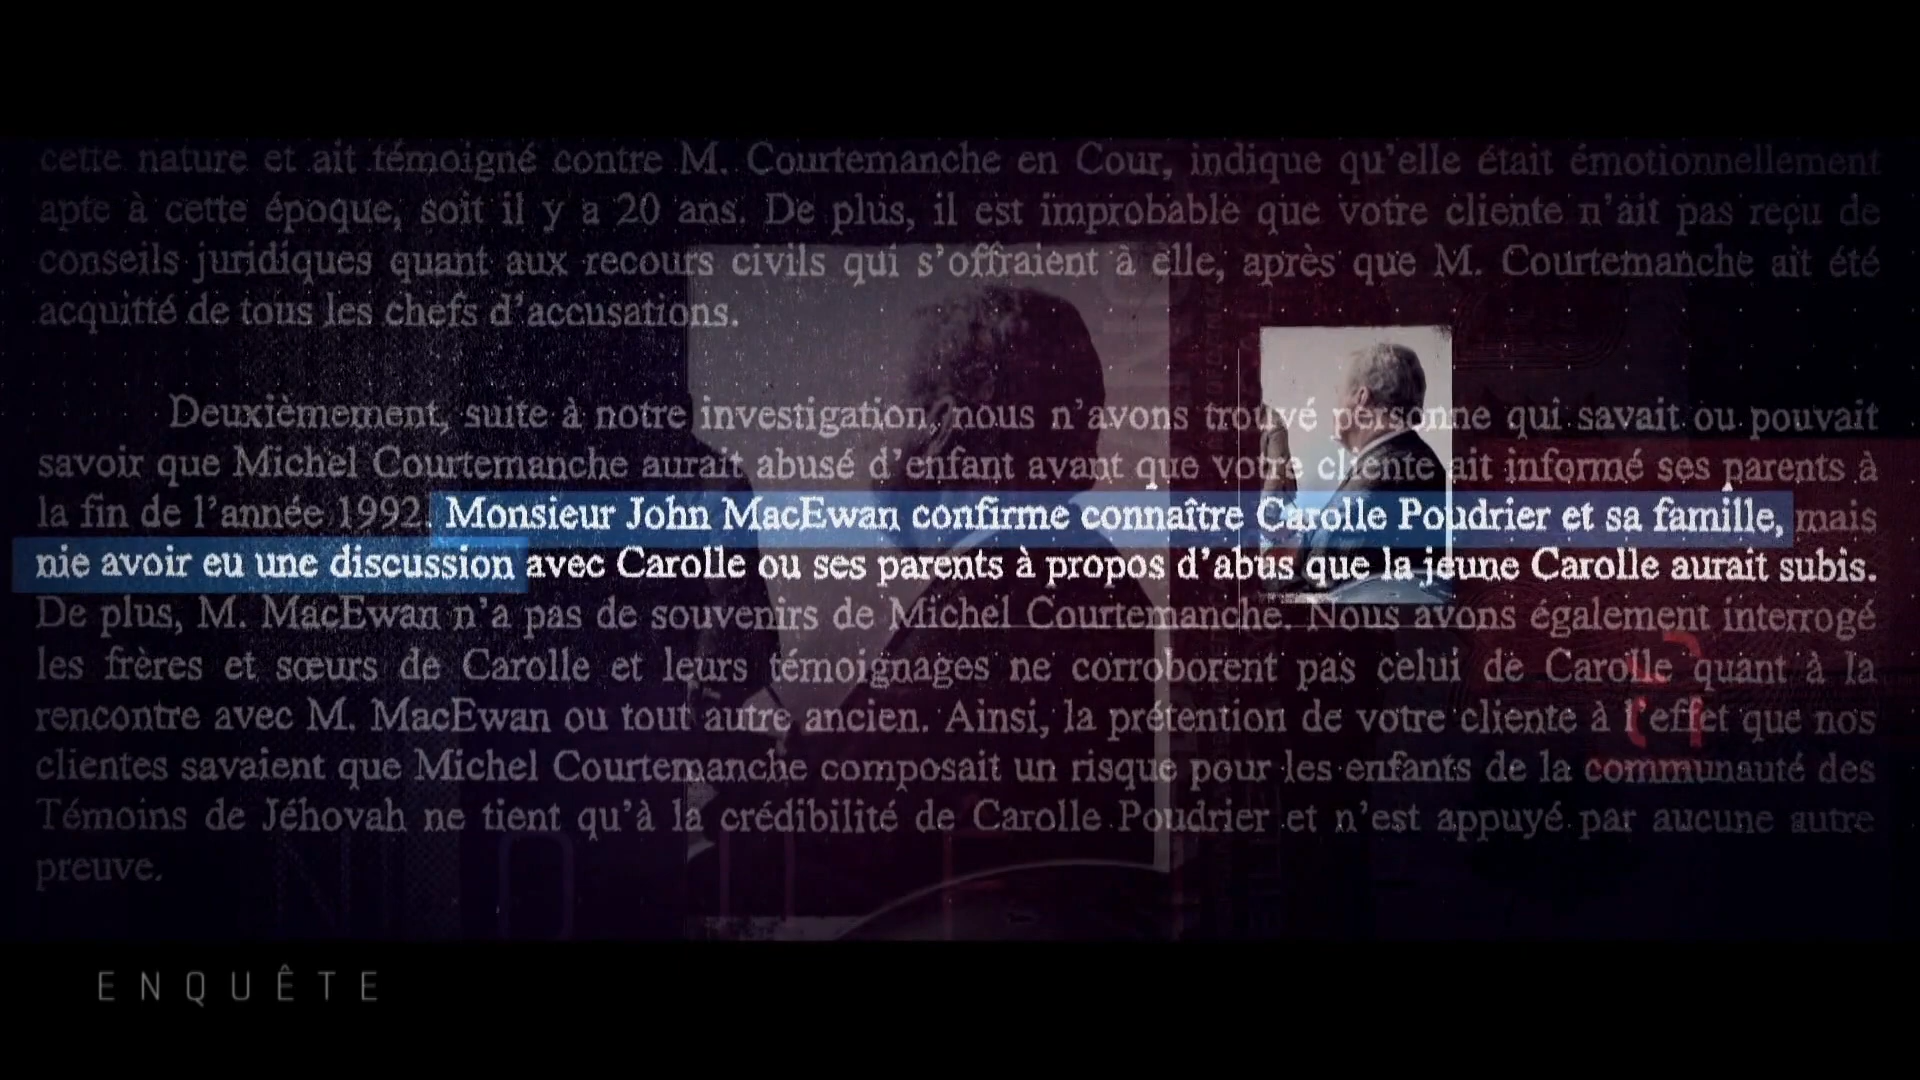 cette nature et ait témoigné contre M. Courtemanche en Cour, indique qu'elle était émotionnellement
apte à cette époque, soit il y a 20 ans. De plus, il est improbable que votre cliente n'ait pas reçu de
conseils juridiques quant aux recours civils qui s'offraient à elle, après que M. Courtemanche ait été
acquitté de tous les chefs d'accusations.
Deuxièmement, suite à notre investigation, nous n'avons trouvé personne qui savait ou pouvait
savoir que Michel Courtemanche aurait abusé d'enfant avant que votre cliente ait informé ses parents à
la fin de l'année 1992. Monsieur John MacEwan confirme connaître Carolle Poudrier et sa famille, mais
nie avoir eu une discussion avec Carolle ou ses parents à propos d'abus que la jeune Carolle aurait subis.
De plus, M. MacEwan n'a pas de souvenirs de Michel Courtemanche. Nous avons également interrogé
les frères et sœurs de Carolle et leurs témoignages ne corroborent pas celui de Carolle quant à la
rencontre avec M. MacEwan ou tout autre ancien. Ainsi, la prétention de votre cliente à l'effet que nos
clientes savaient que Michel Courtemanche composait un risque pour les enfants de la communauté des
Témoins de Jéhovah ne tient qu'à la crédibilité de Carolle Poudrier et n'est appuyé par aucune autre
preuve.
ENQUÊTE